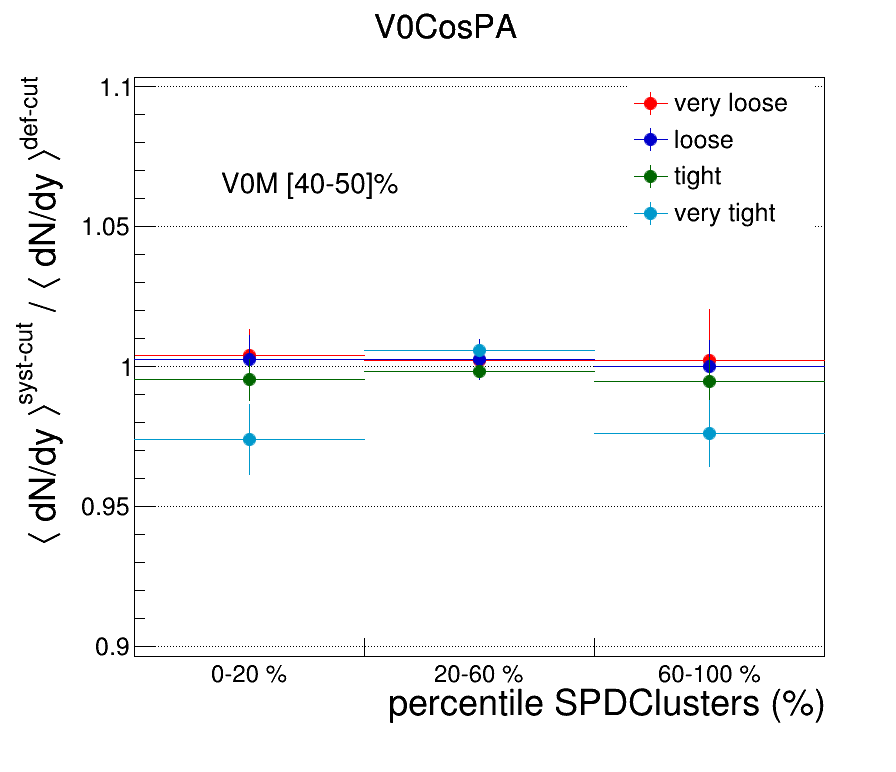 V0CosPA
⟨ dN/dy ⟩^syst-cut / ⟨ dN/dy ⟩^def-cut
1.1
1.05
1
0.95
0.9
V0M [40-50]%
very loose
loose
tight
very tight
0-20 %
20-60 %
60-100 %
percentile SPDClusters (%)